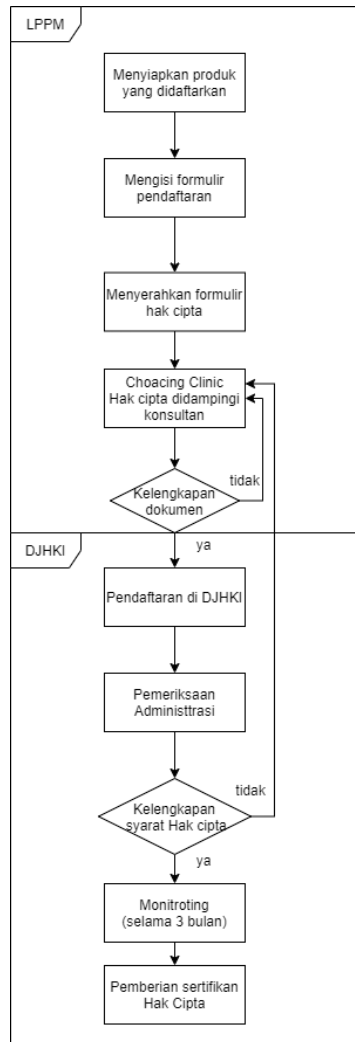 LPPM
Menyiapkan produk
yang didaftarkan
Mengisi formulir
pendaftaran
Menyerahkan formulir
hak cipta
Choacing Clinic
Hak cipta didampingi
konsultan
tidak
Kelengkapan
dokumen
ya
DJHKI
Pendaftaran di DJHKI
Pemeriksaan
Administtrasi
tidak
Kelengkapan
syarat Hak cipta
ya
Monitroting
(selama 3 bulan)
Pemberian sertifikan
Hak Cipta